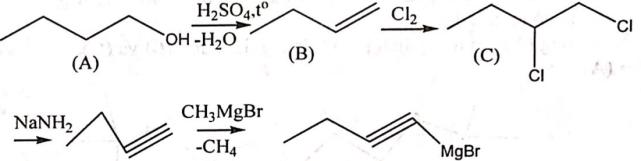 H₂SO₄,t° Cl₂
OH -H₂O Cl
(A) (B) (C)
Cl
NaNH₂ CH₃MgBr
-CH₄
MgBr